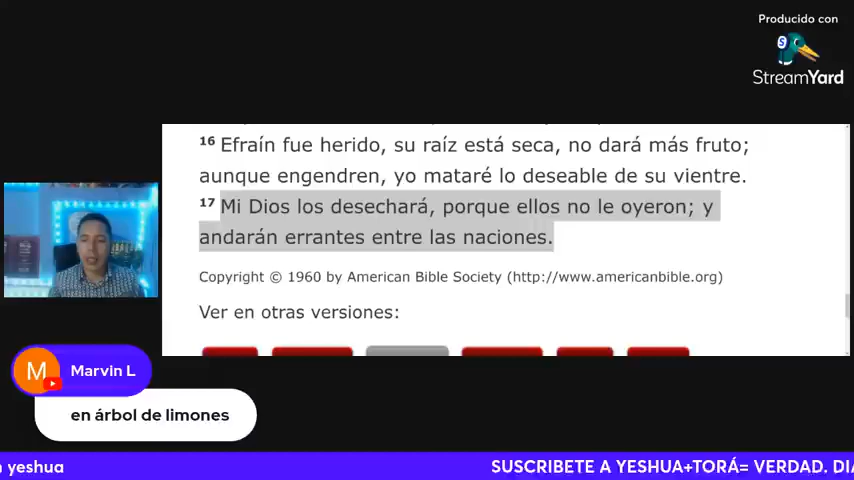 Producido con
StreamYard
16 Efraín fue herido, su raíz está seca, no dará más fruto;
aunque engendren, yo mataré lo deseable de su vientre.
17 Mi Dios los desechará, porque ellos no le oyeron; y
andarán errantes entre las naciones.
Copyright © 1960 by American Bible Society (http://www.americanbible.org)
Ver en otras versiones:
M
Marvin L
en árbol de limones
yeshua
SUSCRIBETE A YESHUA+TORÁ= VERDAD.